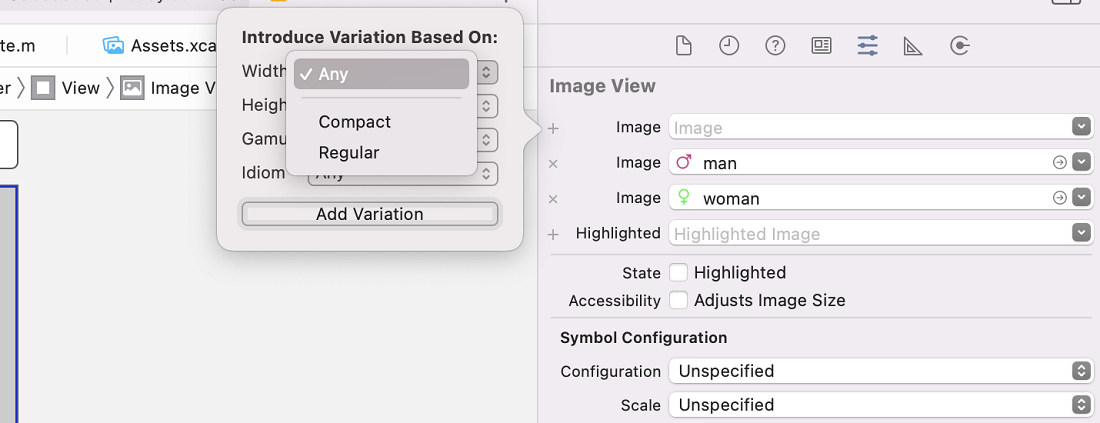 te.m
Assets.xca
er
View
Image V
Introduce Variation Based On:
Width
Any
Heigh
Compact
Gamu
Regular
Idiom
Any
Add Variation
Image View
Image
Image
Image
man
Image
woman
Highlighted
Highlighted Image
State
Highlighted
Accessibility
Adjusts Image Size
Symbol Configuration
Configuration
Unspecified
Scale
Unspecified